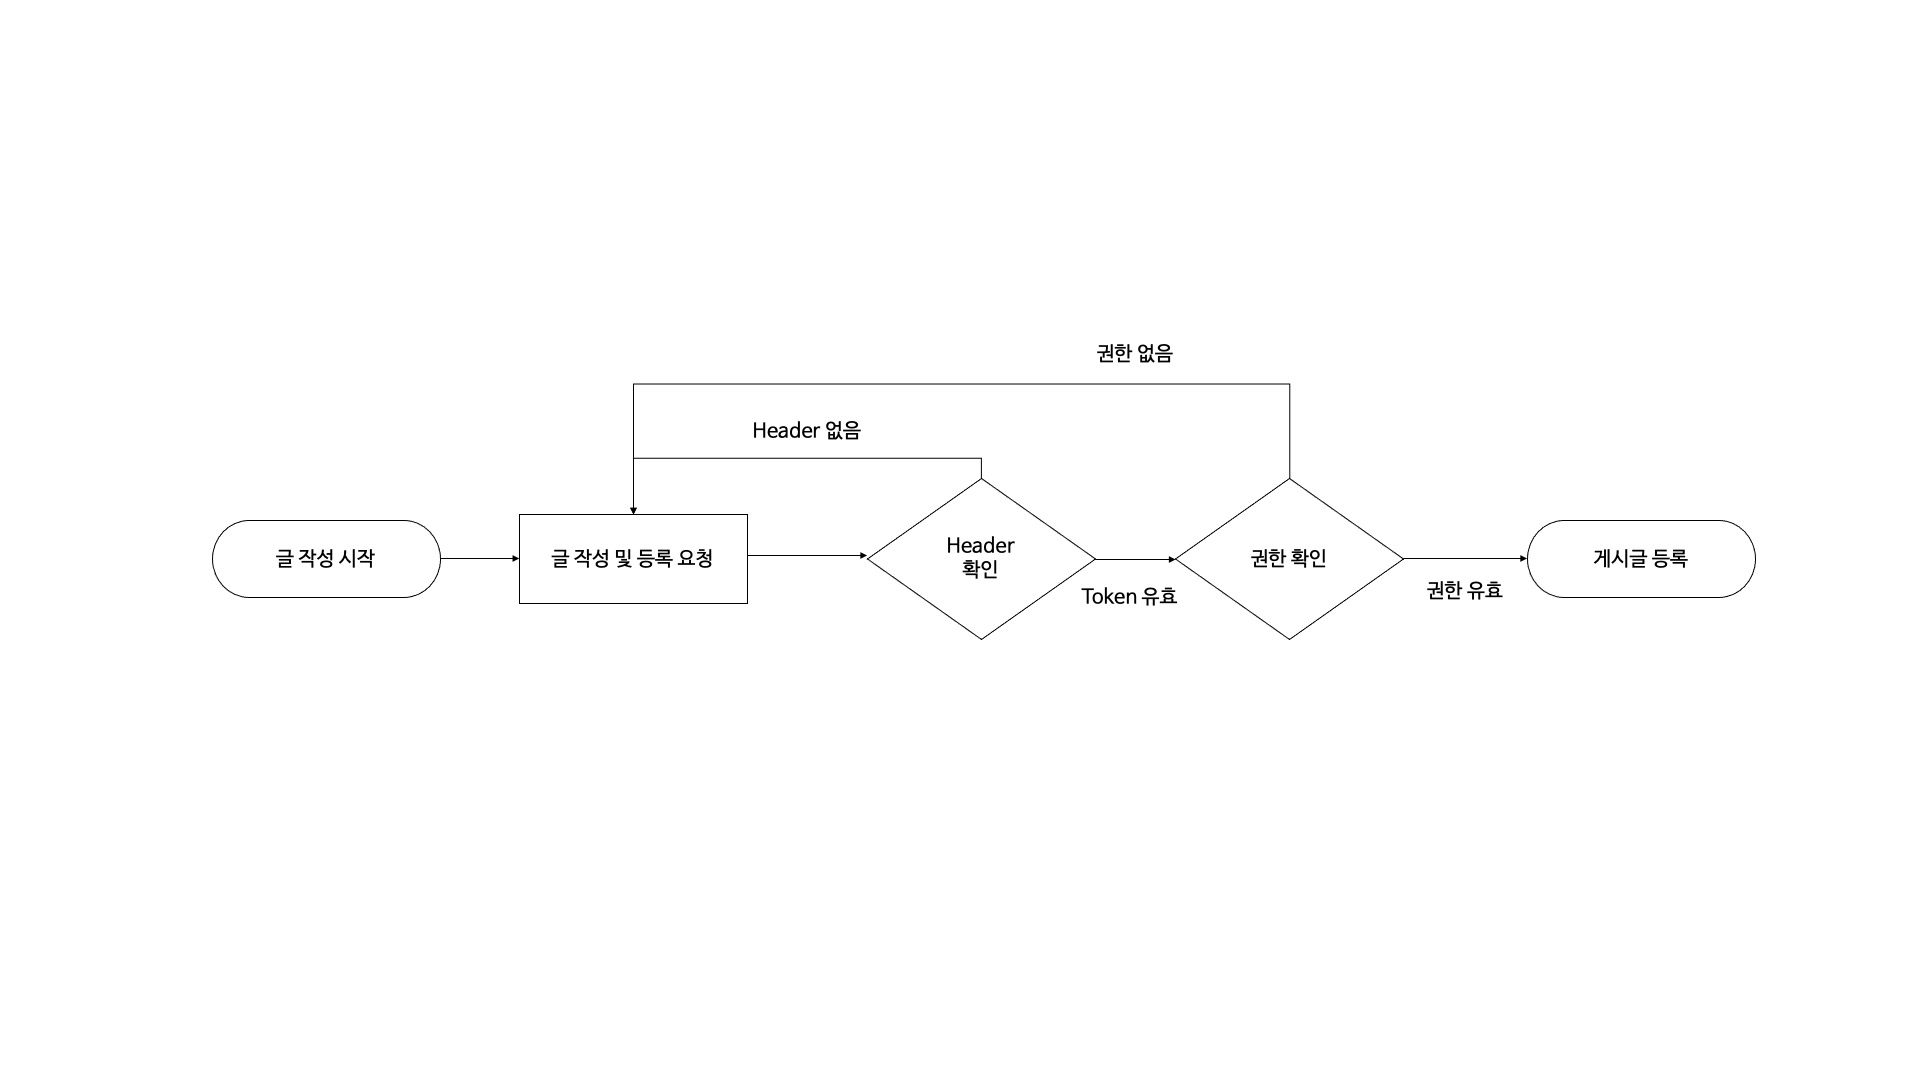 권한 없음
Header 없음
글 작성 시작
글 작성 및 등록 요청
Header
확인
Token 유효
권한 확인
권한 유효
게시글 등록